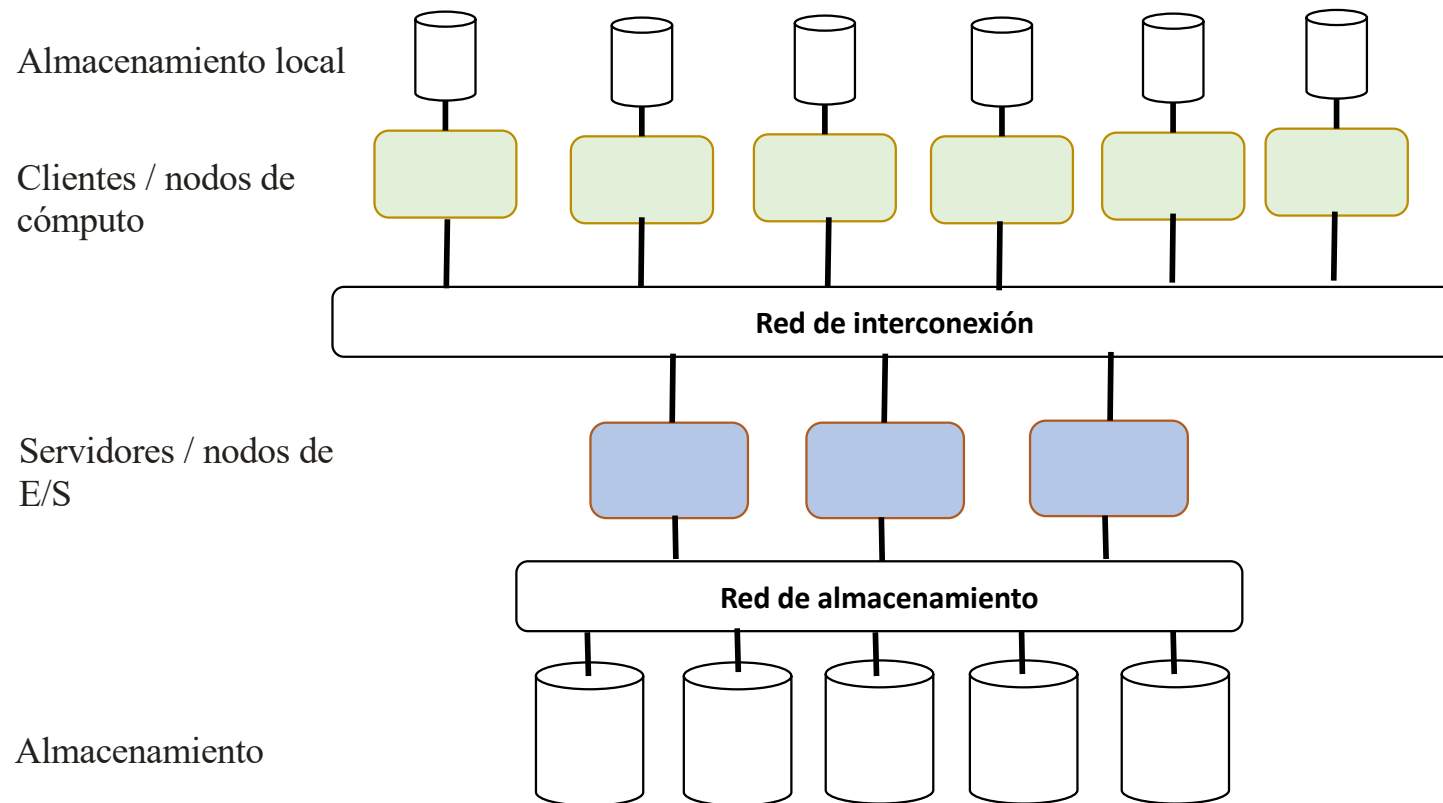 Almacenamiento local
Clientes / nodos de
cómputo
Red de interconexión
Servidores / nodos de
E/S
Red de almacenamiento
Almacenamiento